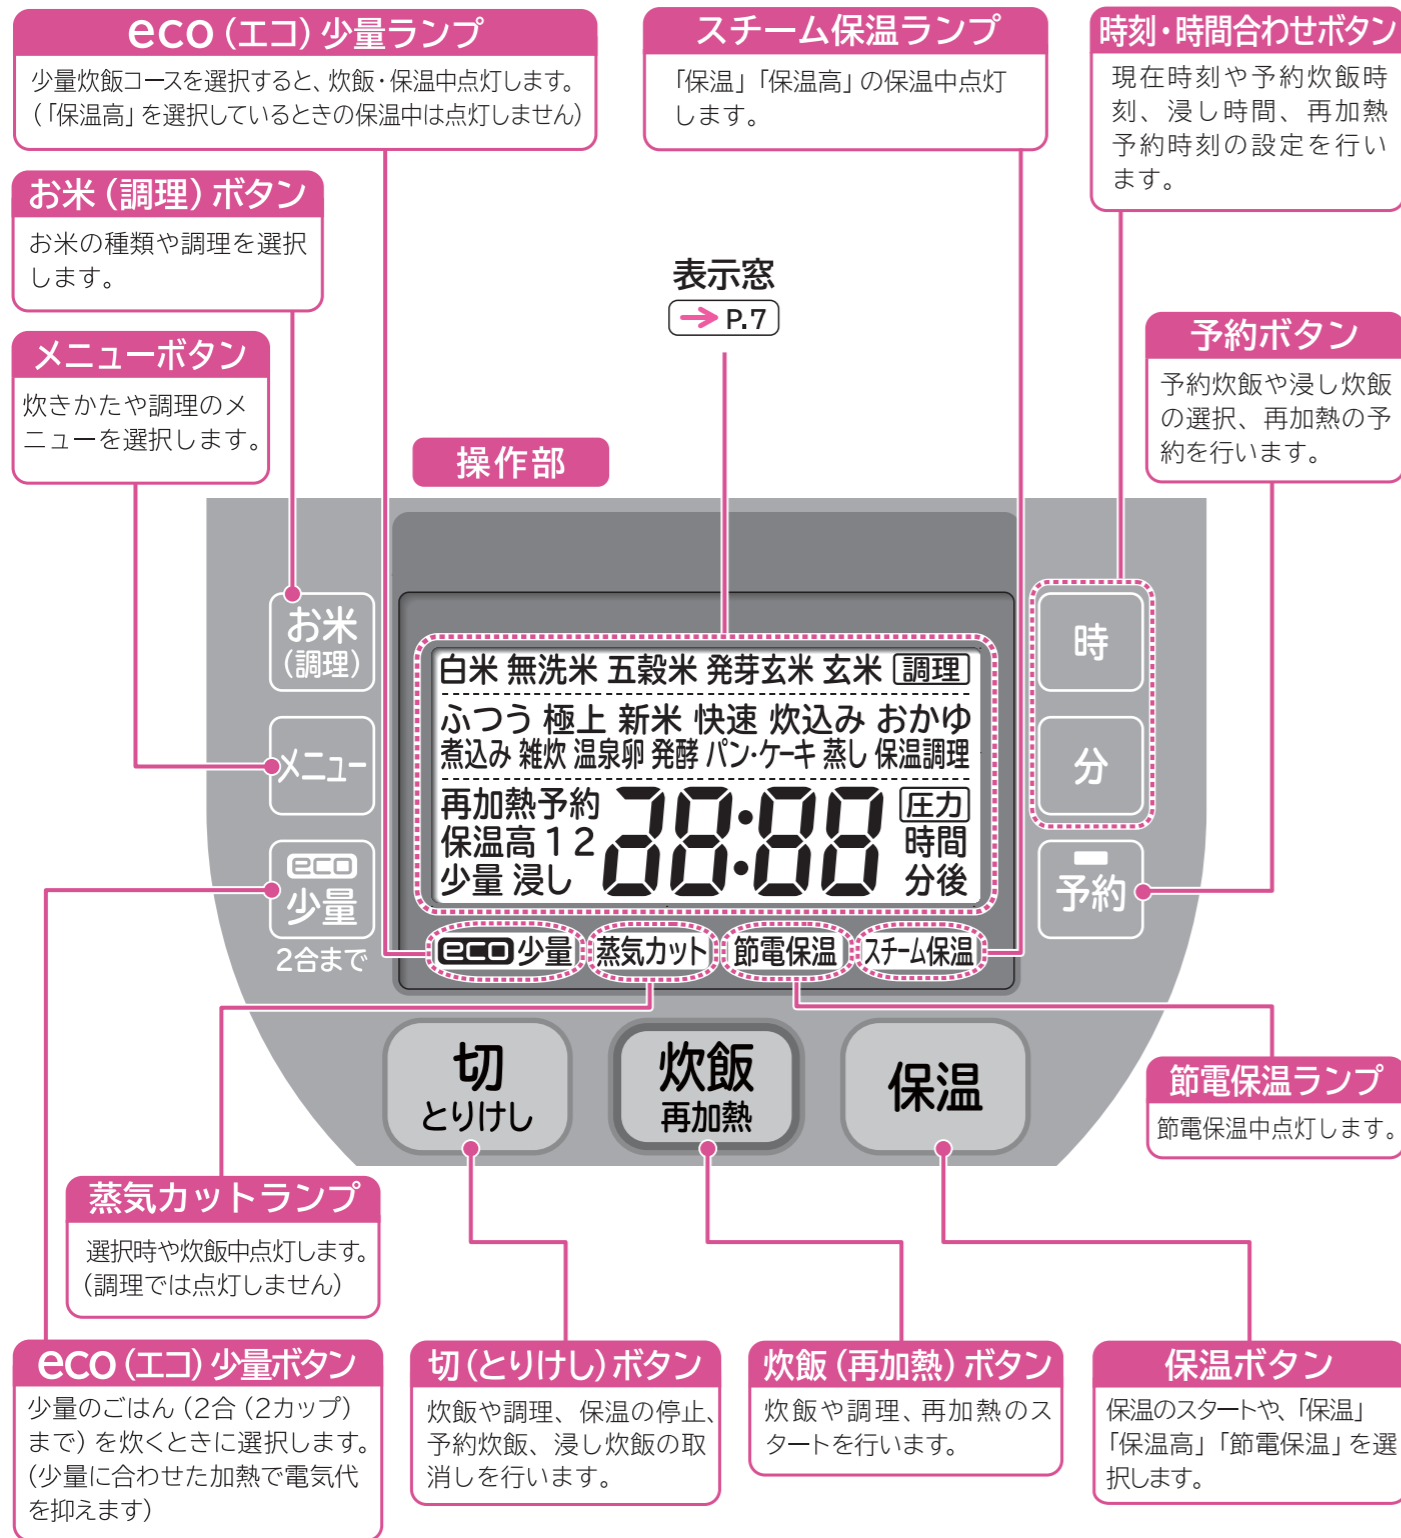 eco（エコ）少量ランプ
少量炊飯コースを選択すると、炊飯・保温中点灯します。
（「保温高」を選択しているときの保温中は点灯しません）
スチーム保温ランプ
「保温」「保温高」の保温中点灯
します。
時刻・時間合わせボタン
現在時刻や予約炊飯時
刻、浸し時間、再加熱
予約時刻の設定を行い
ます。
お米（調理）ボタン
お米の種類や調理を選択
します。
表示窓
→ P.7
メニューボタン
炊きかたや調理のメ
ニューを選択します。
予約ボタン
予約炊飯や浸し炊飯
の選択、再加熱の予
約を行います。
操作部
お米
（調理）
メニュー
eco
少量
2合まで
白米 無洗米 五穀米 発芽玄米 玄米 調理
ふつう 極上 新米 快速 炊込み おかゆ
煮込み 雑炊 温泉卵 発酵 パン・ケーキ 蒸し 保温調理
再加熱予約
保温高12
少量 浸し
28:88
圧力
時間
分後
eco少量 蒸気カット 節電保温 スチーム保温
時
分
予約
切
とりけし
炊飯
再加熱
保温
節電保温ランプ
節電保温中点灯します。
蒸気カットランプ
選択時や炊飯中点灯します。
（調理では点灯しません）
eco（エコ）少量ボタン
少量のごはん（2合（2カップ）
まで）を炊くときに選択します。
（少量に合わせた加熱で電気代
を抑えます）
切（とりけし）ボタン
炊飯や調理、保温の停止、
予約炊飯、浸し炊飯の取
消しを行います。
炊飯（再加熱）ボタン
炊飯や調理、再加熱のス
タートを行います。
保温ボタン
保温のスタートや、「保温」
「保温高」「節電保温」を選
択します。